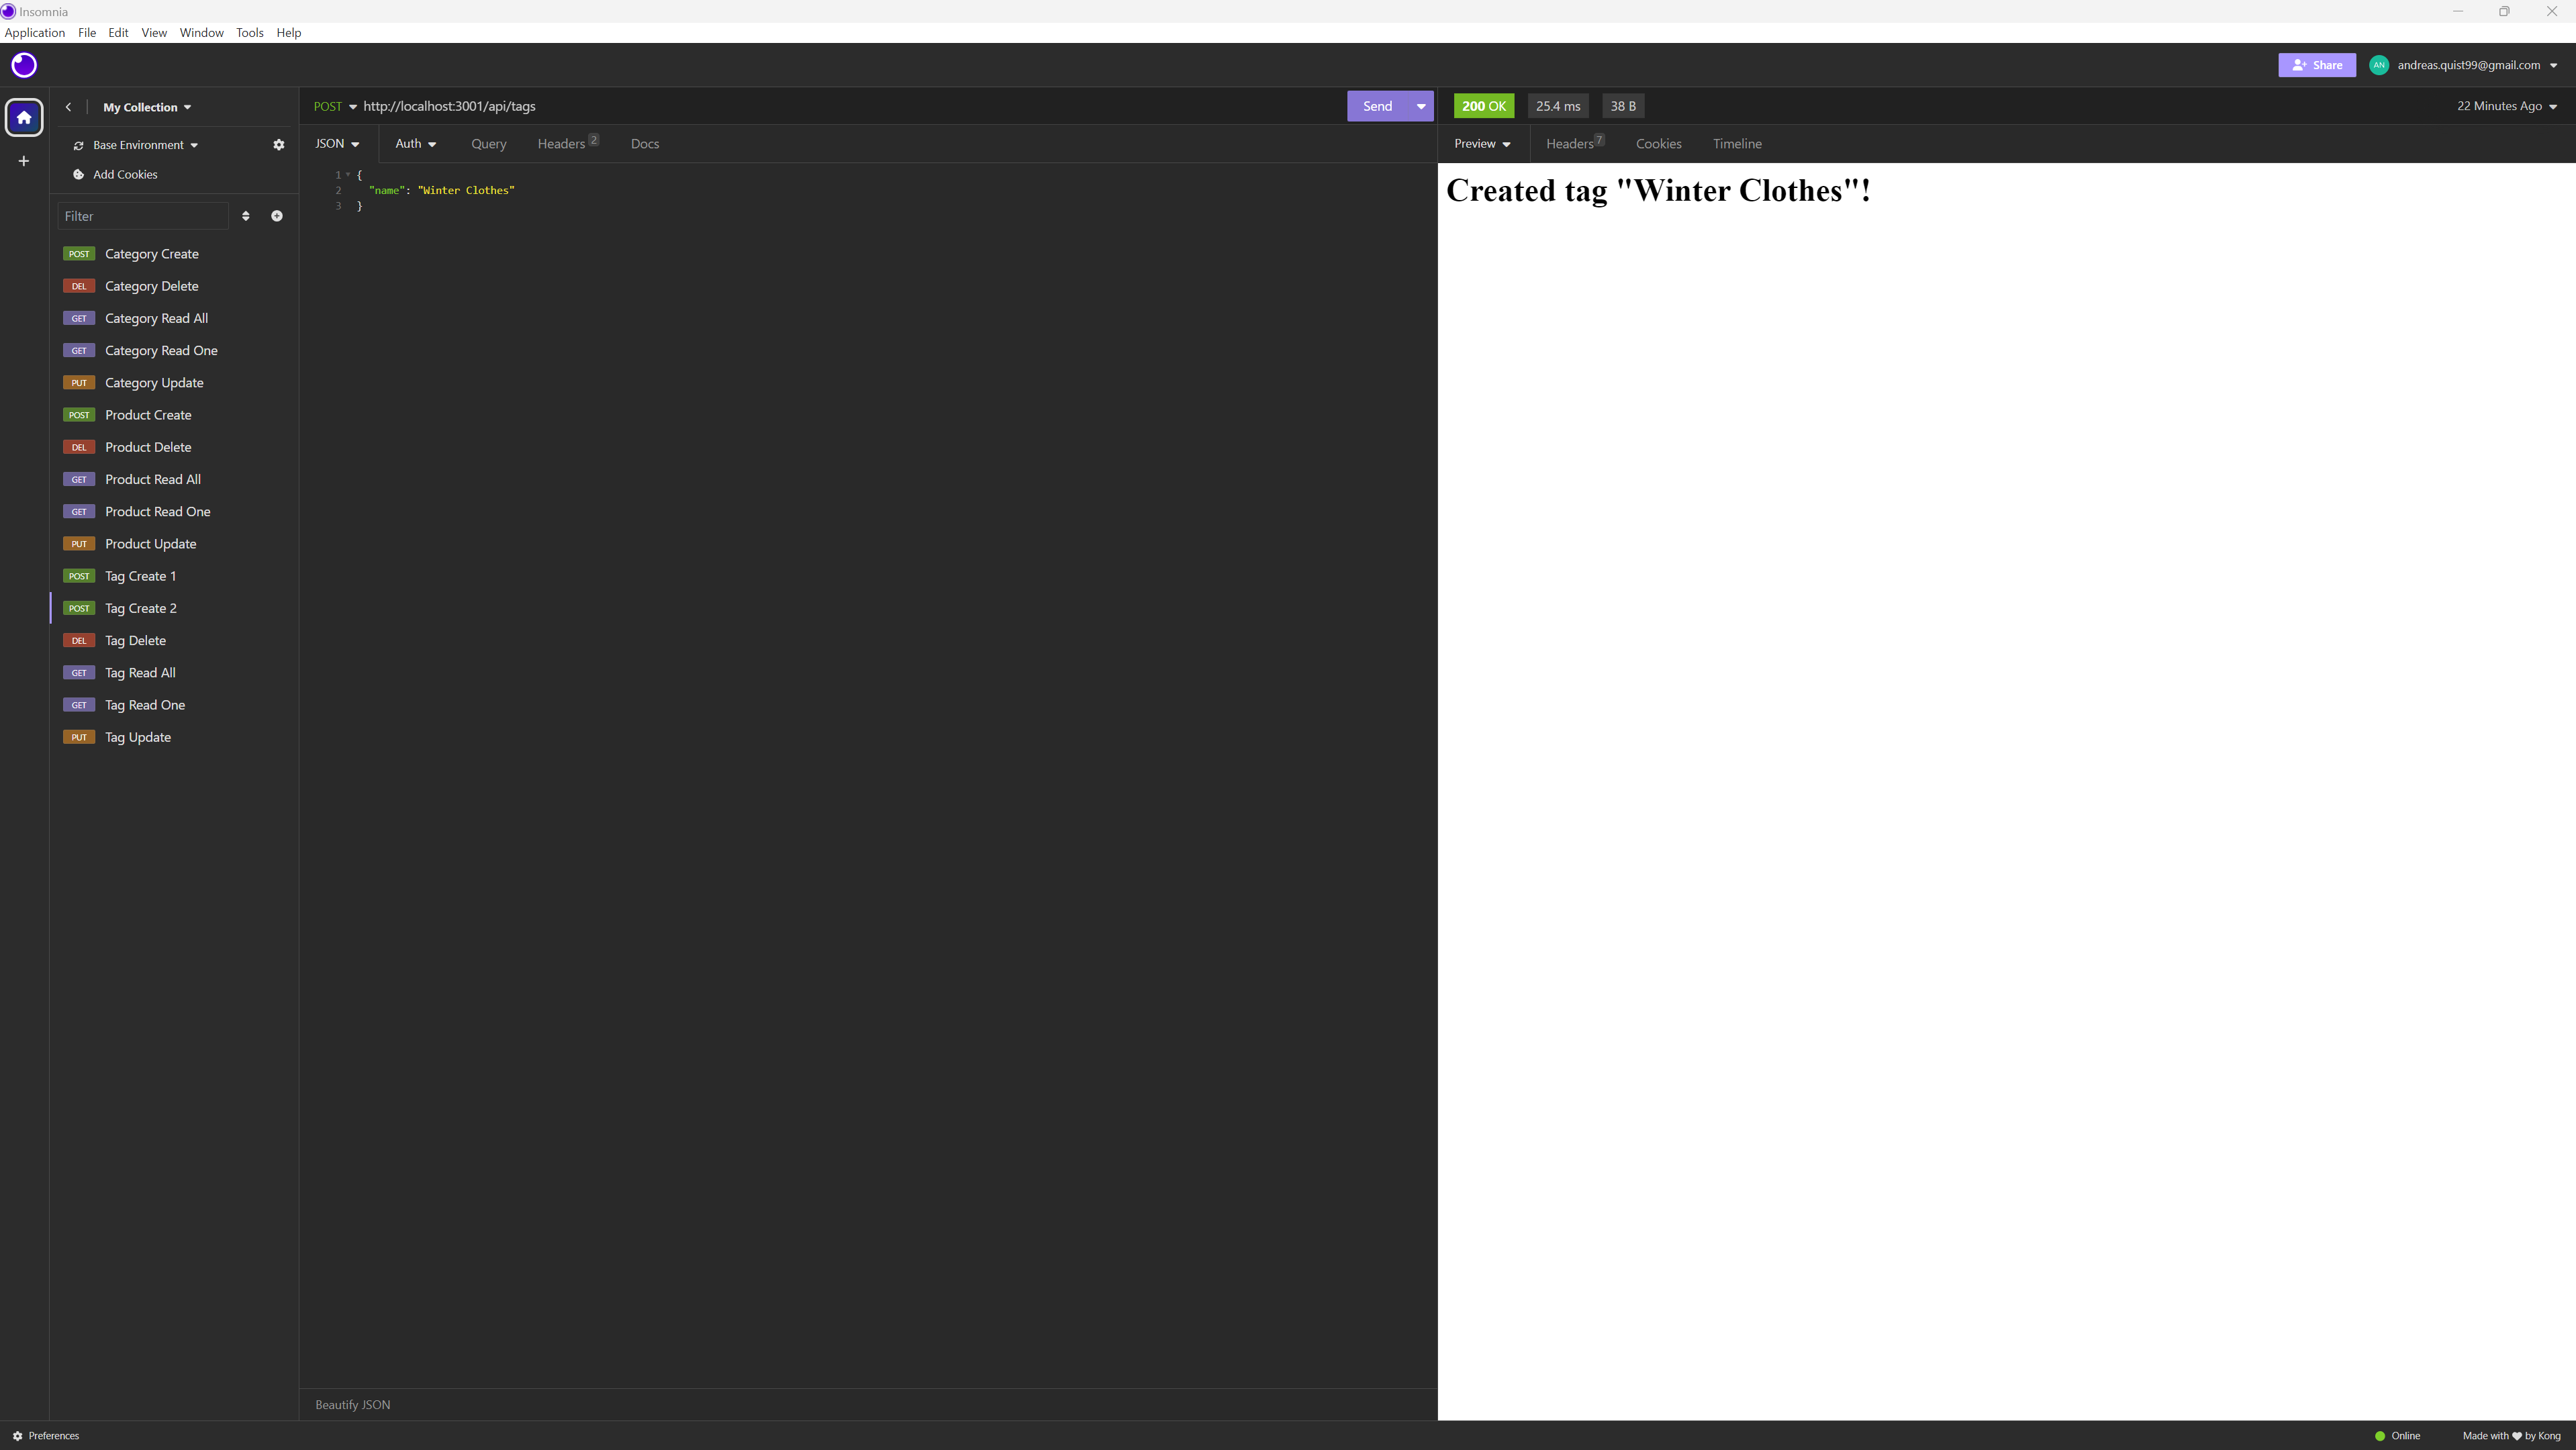 Insomnia
Application File Edit View Window Tools Help
Share AN andreas.quist99@gmail.com
My Collection
POST http://localhost:3001/api/tags Send 200 OK 25.4 ms 38 B 22 Minutes Ago
Base Environment
JSON Auth Query Headers 2 Docs Preview Headers 7 Cookies Timeline
Add Cookies
1 {
2 "name": "Winter Clothes"
3 }
Created tag "Winter Clothes"!
Filter
POST Category Create
DEL Category Delete
GET Category Read All
GET Category Read One
PUT Category Update
POST Product Create
DEL Product Delete
GET Product Read All
GET Product Read One
PUT Product Update
POST Tag Create 1
POST Tag Create 2
DEL Tag Delete
GET Tag Read All
GET Tag Read One
PUT Tag Update
Beautify JSON
Preferences Online Made with ❤ by Kong